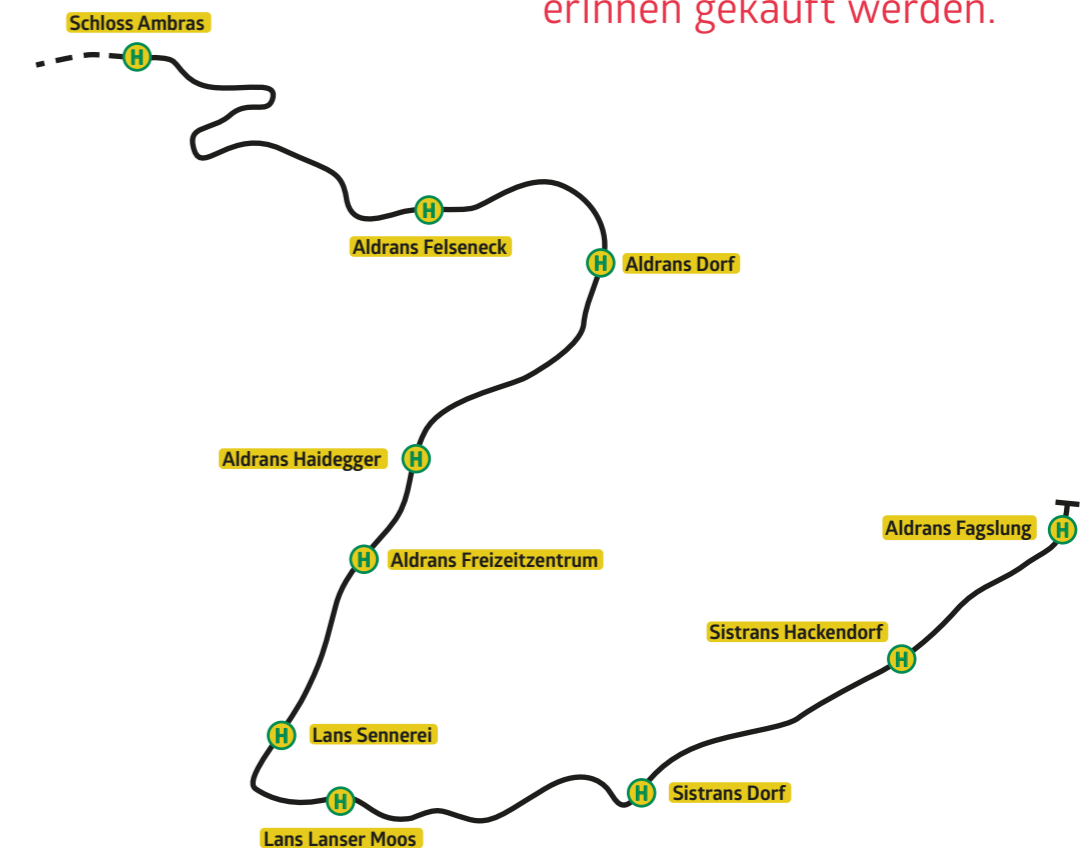 erInnen gekauft werden.
Schloss Ambras
H
H
Aldrans Felseneck
H Aldrans Dorf
Aldrans Haidegger H
Aldrans Fagslung H
H Aldrans Freizeitzentrum
Sistrans Hackendorf
H
H Lans Sennerei
H Sistrans Dorf
H
Lans Lanser Moos